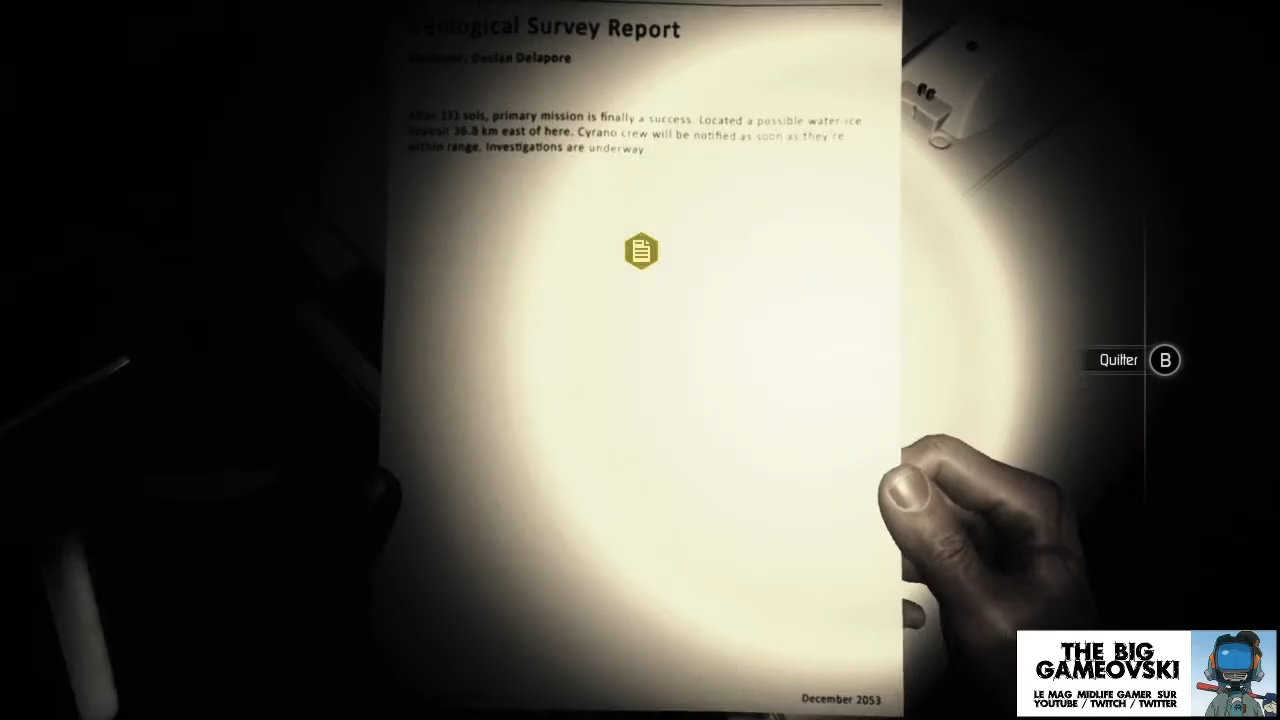 Geological Survey Report
Declan Delapore
After 133 sols, primary mission is finally a success. Located a possible water ice
deposit 36.8 km east of here. Cyrano crew will be notified as soon as they're
within range. Investigations are underway
Quitter B
December 2053
THE BIG
GAMEOVSKI
LE MAG MIDLIFE GAMER SUR
YOUTUBE / TWITCH / TWITTER